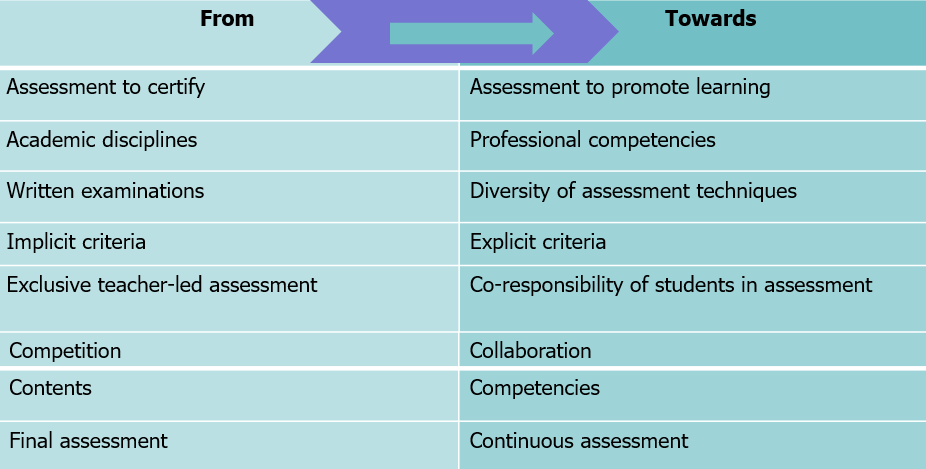 From Towards
Assessment to certify Assessment to promote learning
Academic disciplines Professional competencies
Written examinations Diversity of assessment techniques
Implicit criteria Explicit criteria
Exclusive teacher-led assessment Co-responsibility of students in assessment
Competition Collaboration
Contents Competencies
Final assessment Continuous assessment